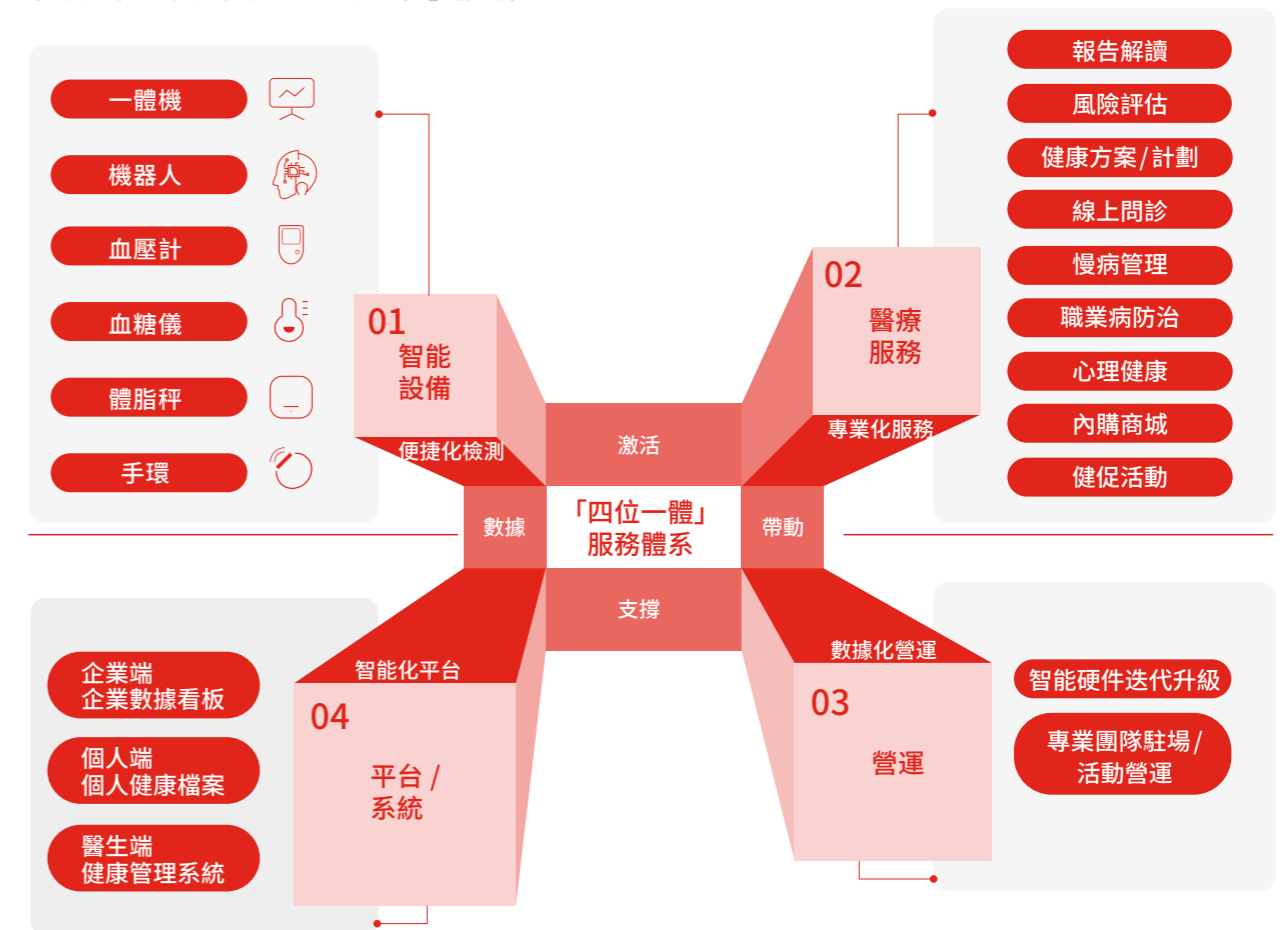 一體機
機器人
血壓計
血糖儀
體脂秤
手環
01
智能
設備
便捷化檢測
02
醫療
服務
專業化服務
報告解讀
風險評估
健康方案/計劃
線上問診
慢病管理
職業病防治
心理健康
內購商城
健促活動
激活
數據
「四位一體」
服務體系
帶動
支撐
企業端
企業數據看板
個人端
個人健康檔案
醫生端
健康管理系統
智能化平台
04
平台 /
系統
數據化營運
03
營運
智能硬件迭代升級
專業團隊駐場/
活動營運